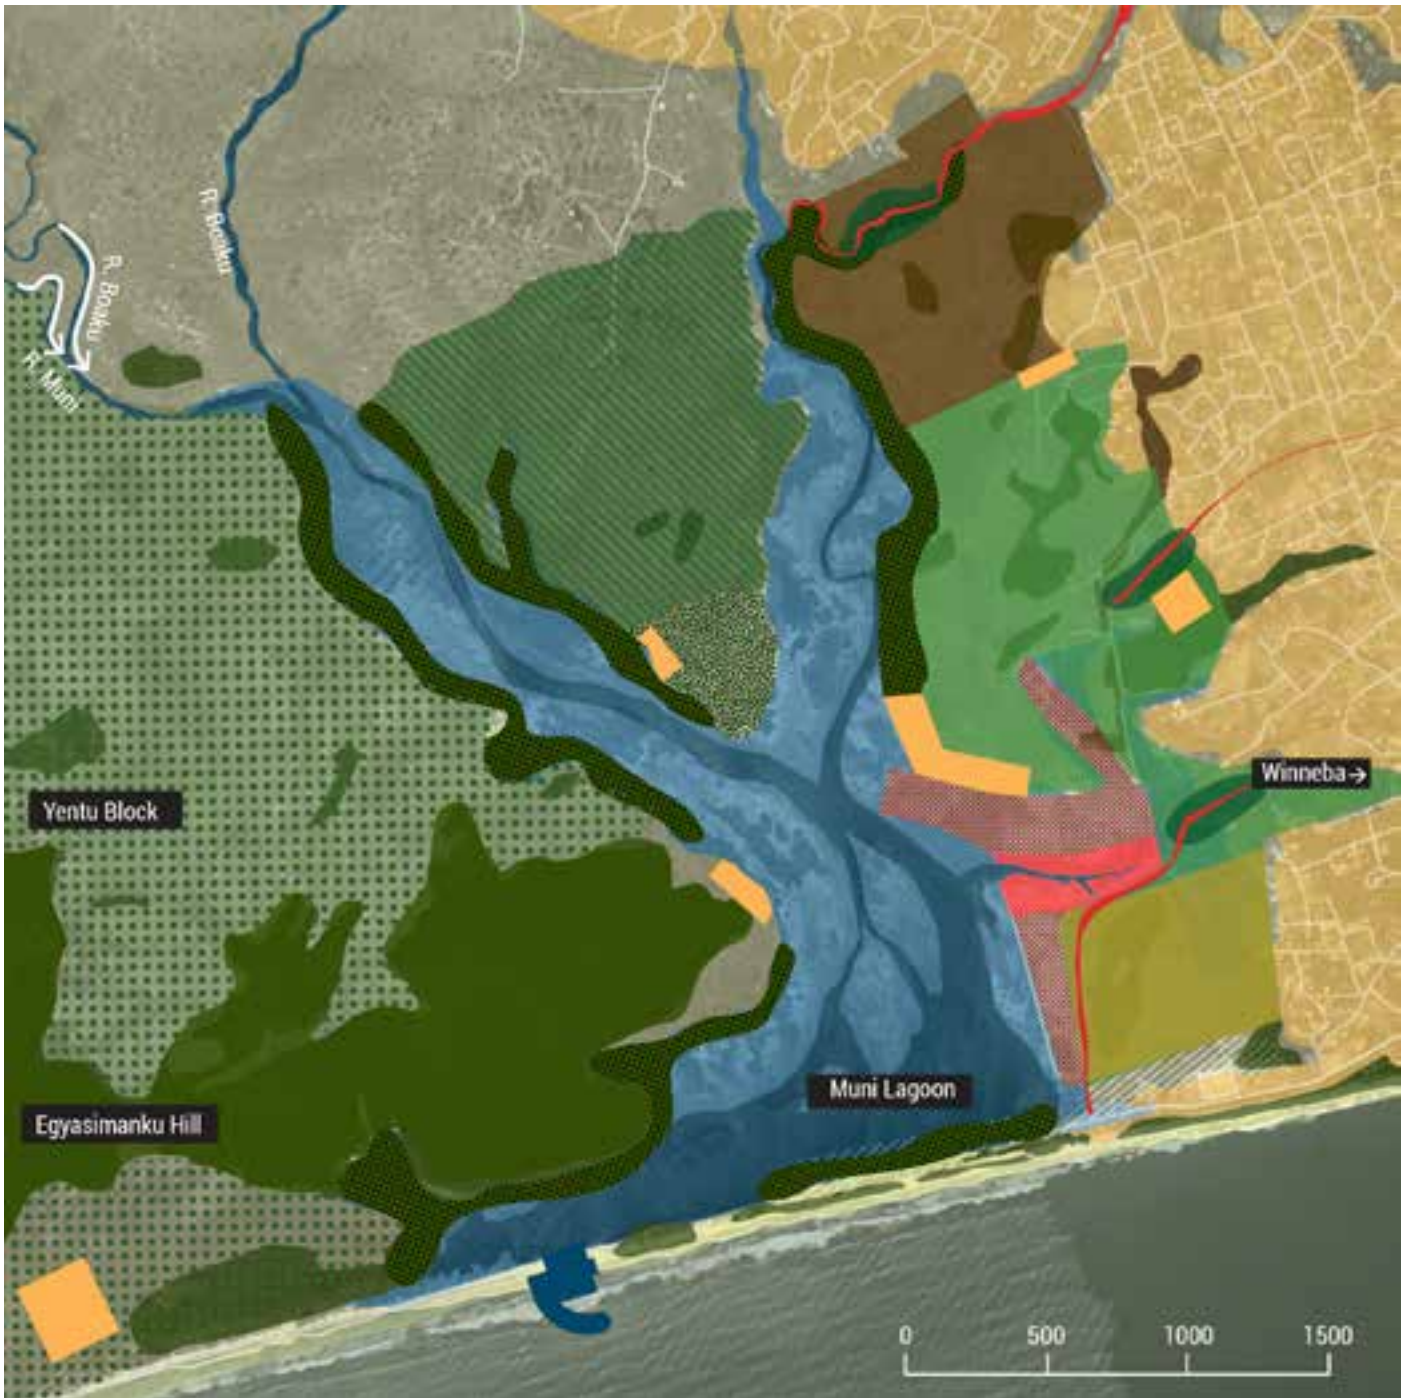 R. Boaku
R. Boaku
R. Muni
Winneba→
Yentu Block
Muni Lagoon
Egyasimanku Hill
0 500 1000 1500